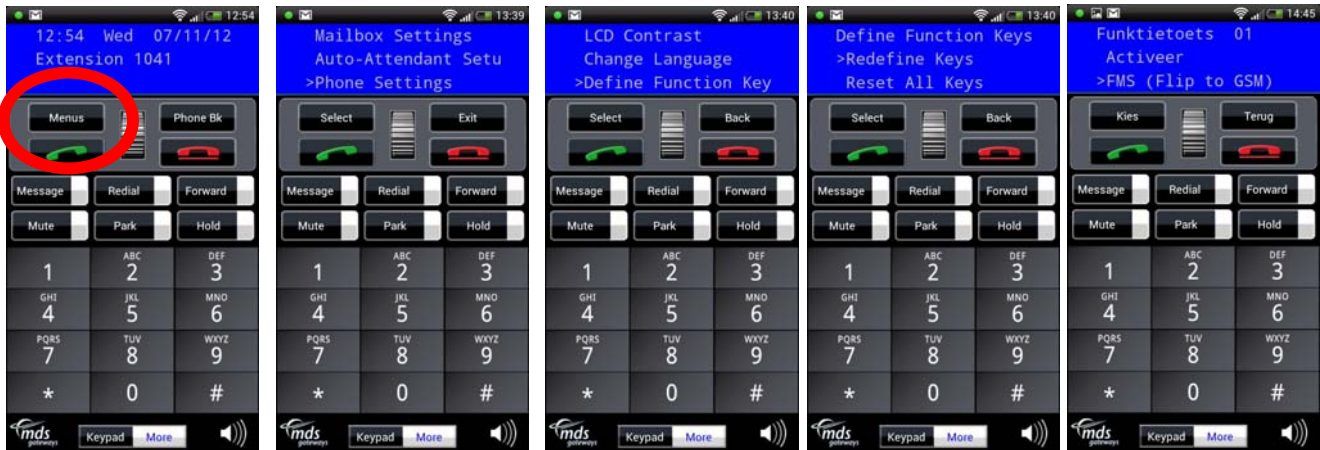 12:54
12:54 Wed 07/11/12
Extension 1041
Menus Phone Bk
Message Redial Forward
Mute Park Hold
1 ABC 2 DEF 3
GHI 4 JKL 5 MNO 6
PQRS 7 TUV 8 WXYZ 9
* 0 #
mds gateways Keypad More
13:39
Mailbox Settings
Auto-Attendant Setu
>Phone Settings
Select Exit
Message Redial Forward
Mute Park Hold
1 ABC 2 DEF 3
GHI 4 JKL 5 MNO 6
PQRS 7 TUV 8 WXYZ 9
* 0 #
mds gateways Keypad More
13:40
LCD Contrast
Change Language
>Define Function Key
Select Back
Message Redial Forward
Mute Park Hold
1 ABC 2 DEF 3
GHI 4 JKL 5 MNO 6
PQRS 7 TUV 8 WXYZ 9
* 0 #
mds gateways Keypad More
13:40
Define Function Keys
>Redefine Keys
Reset All Keys
Select Back
Message Redial Forward
Mute Park Hold
1 ABC 2 DEF 3
GHI 4 JKL 5 MNO 6
PQRS 7 TUV 8 WXYZ 9
* 0 #
mds gateways Keypad More
14:45
Funktietoets 01
Activeer
>FMS (Flip to GSM)
Kies Terug
Message Redial Forward
Mute Park Hold
1 ABC 2 DEF 3
GHI 4 JKL 5 MNO 6
PQRS 7 TUV 8 WXYZ 9
* 0 #
mds gateways Keypad More